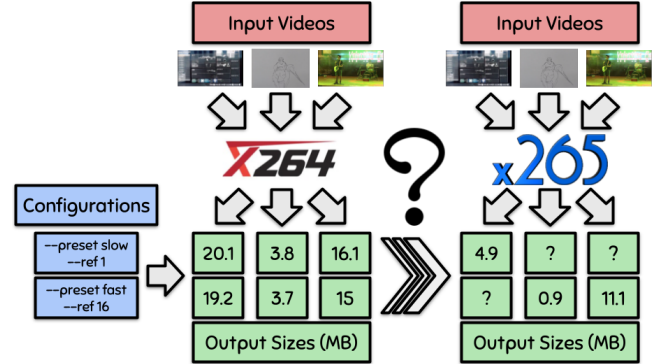 Input Videos
Input Videos
X264
?
x265
Configurations
--preset slow
--ref 1
20.1 3.8 16.1
4.9 ? ?
--preset fast
--ref 16
19.2 3.7 15
? 0.9 11.1
Output Sizes (MB)
Output Sizes (MB)